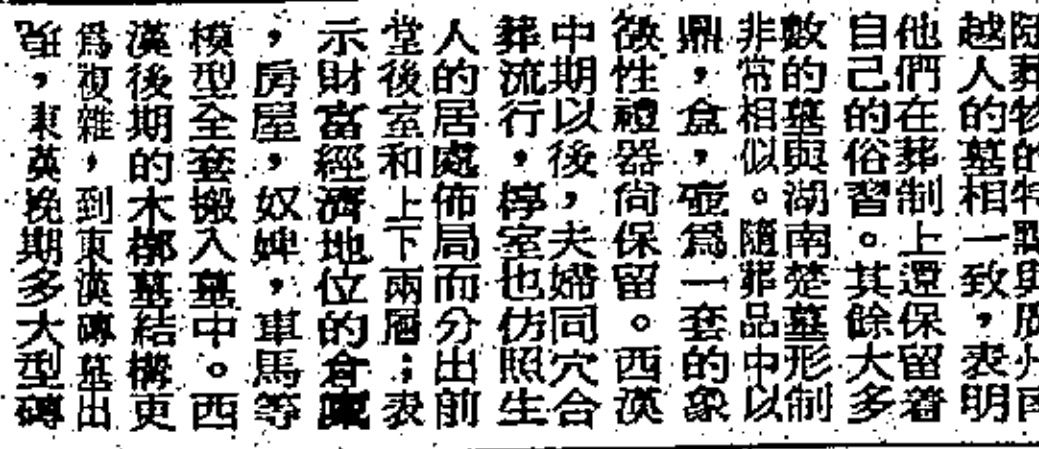 隨葬物的特點與廣州南
越人的墓相一致，表明
他們在葬制上還保留着
自己的俗習。其餘大多
數的墓與湖南楚墓形制
非常相似。隨葬品中以
鼎，盒，壺爲一套的象
徵性禮器尚保留。西漢
中期以後，夫婦同穴合
葬流行，椁室也仿照生
人的居處佈局而分出前
堂後室和上下兩層：表
示財富經濟地位的倉
，房屋，奴婢，車馬等
模型全套搬入墓中。西
漢後期的木槨墓結構更
爲複雜，到東漢磚墓出
，東漢晚期多大型磚